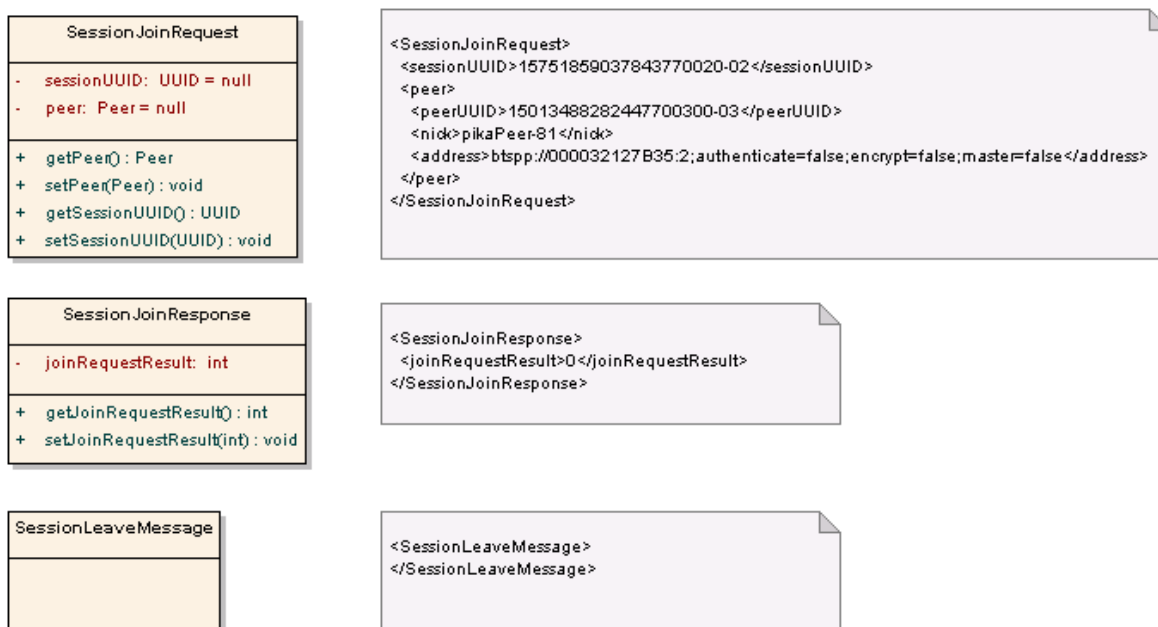 SessionJoinRequest
- sessionUUID: UUID = null
- peer: Peer = null
+ getPeer() : Peer
+ setPeer(Peer) : void
+ getSessionUUID() : UUID
+ setSessionUUID(UUID) : void
<SessionJoinRequest>
<sessionUUID>15751859037843770020-02</sessionUUID>
<peer>
<peerUUID>15013488282447700300-03</peerUUID>
<nick>pikaPeer-81</nick>
<address>btspp://000032127B35:2;authenticate=false;encrypt=false;master=false</address>
</peer>
</SessionJoinRequest>
SessionJoinResponse
- joinRequestResult: int
+ getJoinRequestResult() : int
+ setJoinRequestResult(int) : void
<SessionJoinResponse>
<joinRequestResult>0</joinRequestResult>
</SessionJoinResponse>
SessionLeaveMessage
<SessionLeaveMessage>
</SessionLeaveMessage>